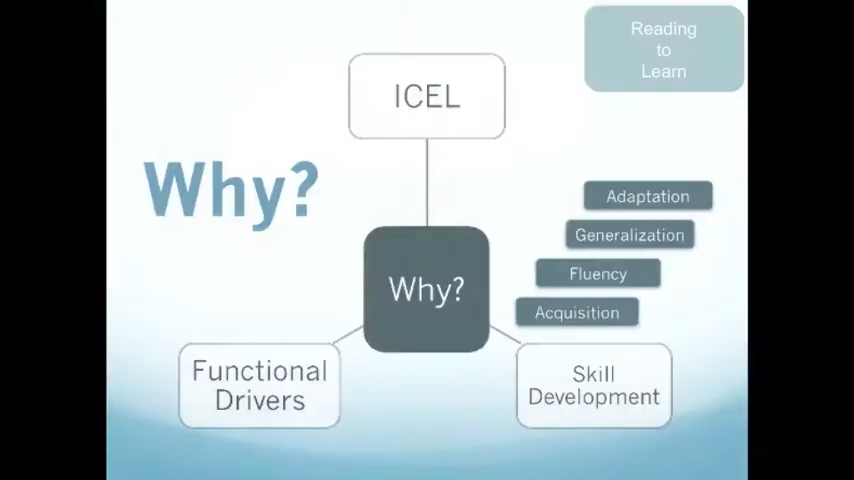 Reading
to
Learn
ICEL
Why?
Adaptation
Generalization
Fluency
Acquisition
Why?
Functional
Drivers
Skill
Development